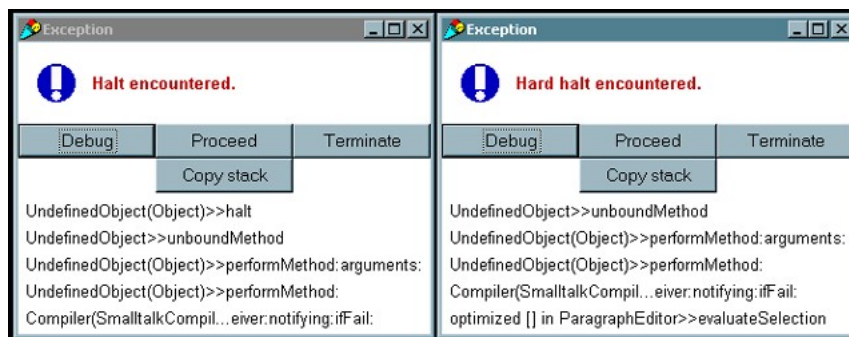 Exception
Halt encountered.
Debug Proceed Terminate
Copy stack
UndefinedObject(Object)>>halt
UndefinedObject>>unboundMethod
UndefinedObject(Object)>>performMethod:arguments:
UndefinedObject(Object)>>performMethod:
Compiler(SmalltalkCompil...eiver:notifying:ifFail:
Exception
Hard halt encountered.
Debug Proceed Terminate
Copy stack
UndefinedObject>>unboundMethod
UndefinedObject(Object)>>performMethod:arguments:
UndefinedObject(Object)>>performMethod:
Compiler(SmalltalkCompil...eiver:notifying:ifFail:
optimized [] in ParagraphEditor>>evaluateSelection